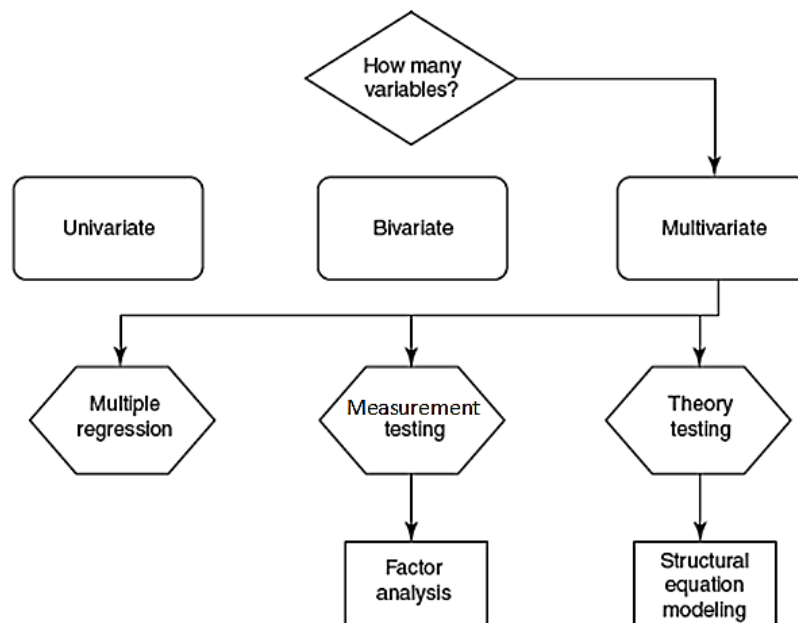 How many
variables?
Univariate
Bivariate
Multivariate
Multiple
regression
Measurement
testing
Theory
testing
Factor
analysis
Structural
equation
modeling